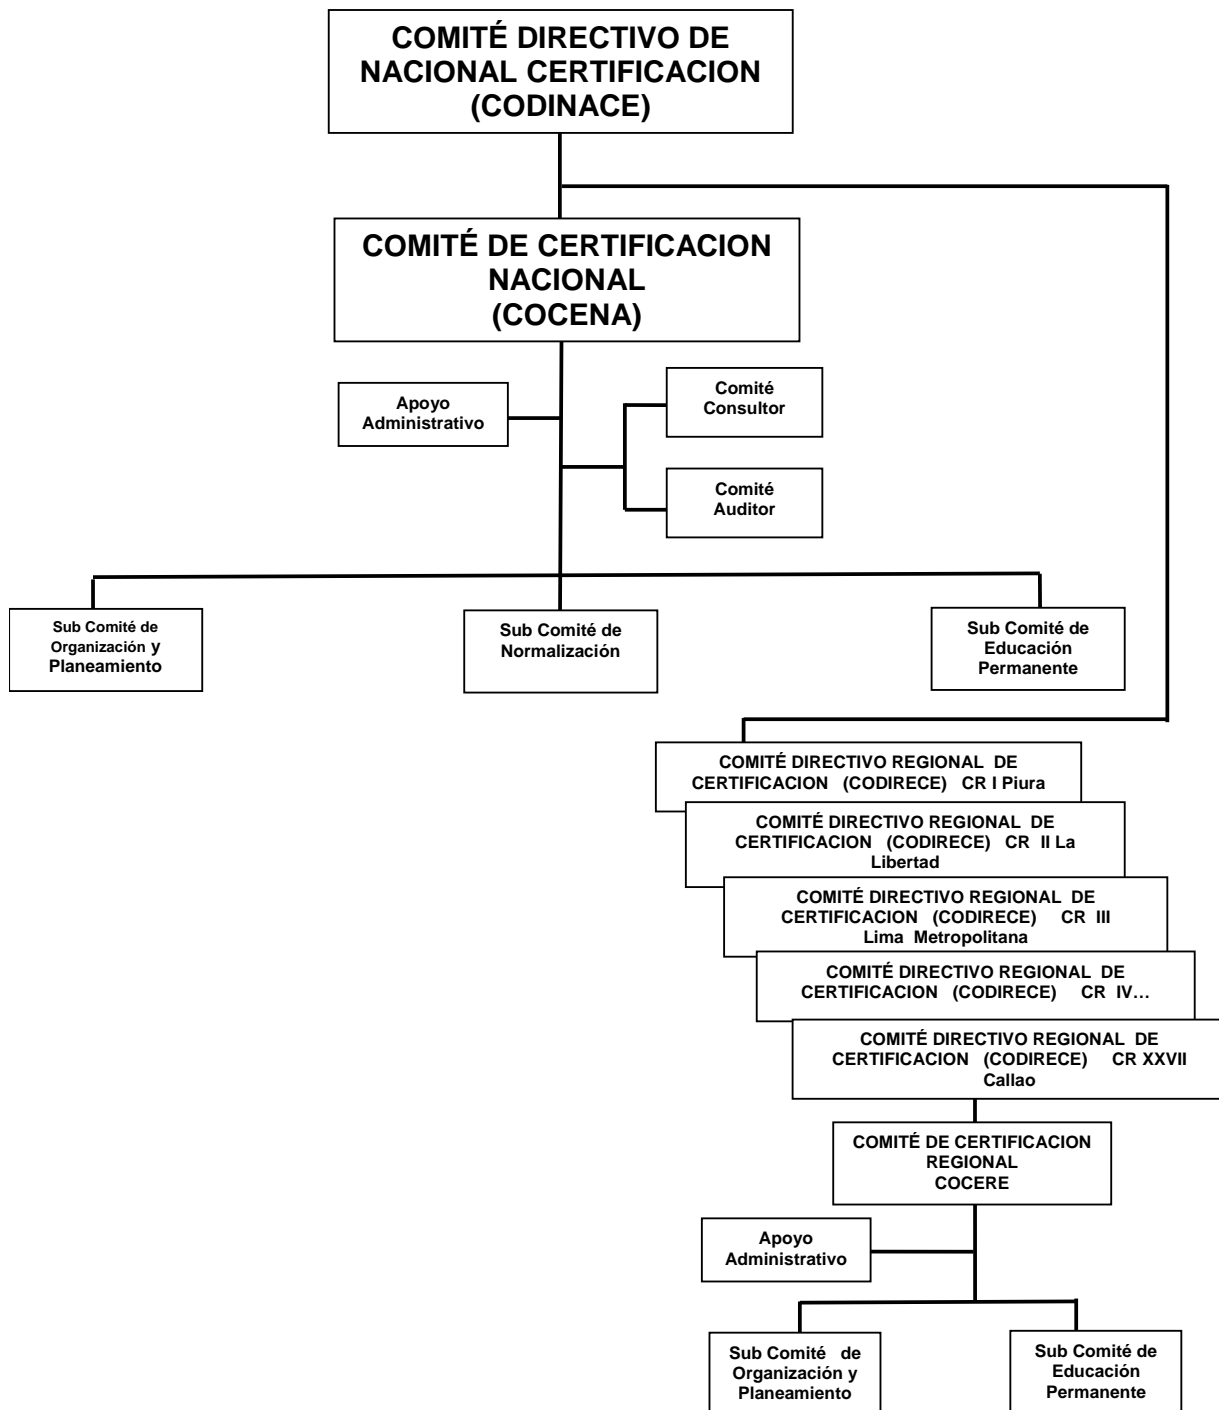 COMITÉ DIRECTIVO DE
NACIONAL CERTIFICACION
(CODINACE)
COMITÉ DE CERTIFICACION
NACIONAL
(COCENA)
Apoyo
Administrativo
Comité
Consultor
Comité
Auditor
Sub Comité de
Organización y
Planeamiento
Sub Comité de
Normalización
Sub Comité de
Educación
Permanente
COMITÉ DIRECTIVO REGIONAL DE
CERTIFICACION (CODIRECE) CR I Piura
COMITÉ DIRECTIVO REGIONAL DE
CERTIFICACION (CODIRECE) CR II La
Libertad
COMITÉ DIRECTIVO REGIONAL DE
CERTIFICACION (CODIRECE) CR III
Lima Metropolitana
COMITÉ DIRECTIVO REGIONAL DE
CERTIFICACION (CODIRECE) CR IV…
COMITÉ DIRECTIVO REGIONAL DE
CERTIFICACION (CODIRECE) CR XXVII
Callao
COMITÉ DE CERTIFICACION
REGIONAL
COCERE
Apoyo
Administrativo
Sub Comité de
Organización y
Planeamiento
Sub Comité de
Educación
Permanente